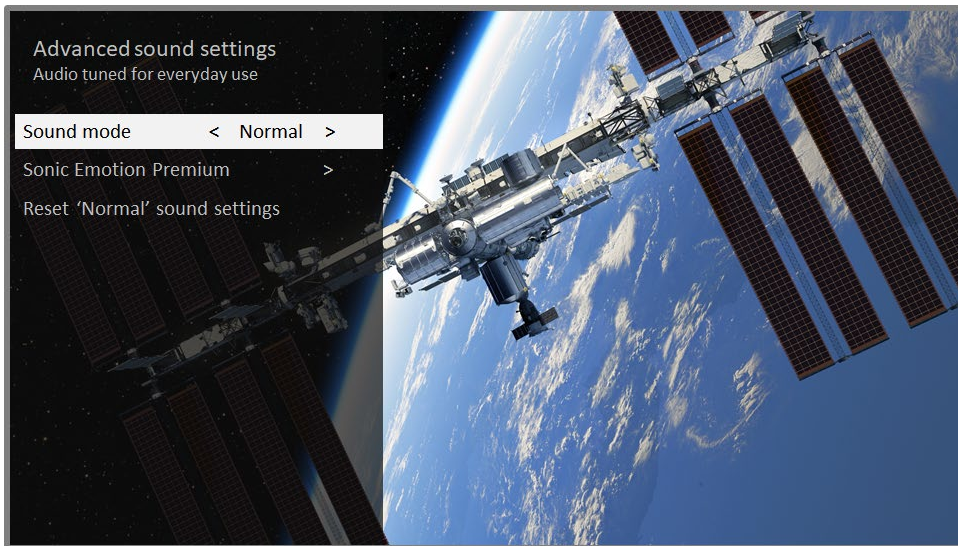 Advanced sound settings
Audio tuned for everyday use
Sound mode < Normal >
Sonic Emotion Premium >
Reset ‘Normal’ sound settings